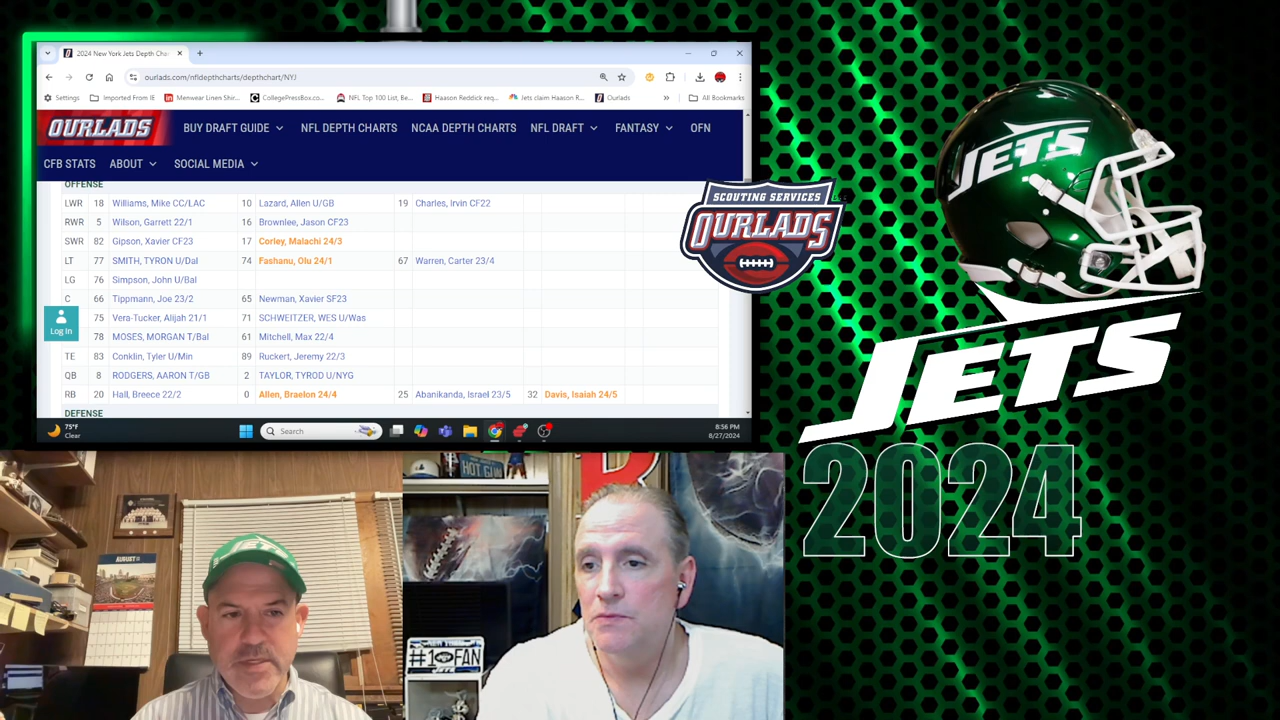 2024 New York Jets Depth Cha
ourlads.com/nfldepthcharts/depthchart/NYJ
Settings Imported From IE Menwear Linen Shir... CollegePressBox.co... NFL Top 100 List, Be... Haason Reddick req... Jets claim Haason R... Ourlads » All Bookmarks
OURLADS BUY DRAFT GUIDE NFL DEPTH CHARTS NCAA DEPTH CHARTS NFL DRAFT FANTASY OFN
CFB STATS ABOUT SOCIAL MEDIA
OFFENSE
LWR Williams, Mike CC/LAC 10 Lazard, Allen U/GB 19 Charles, Irvin CF22
RWR 5 Wilson, Garrett 22/1 16 Brownlee, Jason CF23
SWR 82 Gipson, Xavier CF23 17 Corley, Malachi 24/3
LT 77 SMITH, TYRON U/Dal 74 Fashanu, Olu 24/1 67 Warren, Carter 23/4
LG 76 Simpson, John U/Bal
C 66 Tippmann, Joe 23/2 65 Newman, Xavier SF23
75 Vera-Tucker, Alijah 21/1 71 SCHWEITZER, WES U/Was
78 MOSES, MORGAN T/Bal 61 Mitchell, Max 22/4
TE 83 Conklin, Tyler U/Min 89 Ruckert, Jeremy 22/3
QB 8 RODGERS, AARON T/GB 2 TAYLOR, TYROD U/NYG
RB 20 Hall, Breece 22/2 0 Allen, Braelon 24/4 25 Abanikanda, Israel 23/5 32 Davis, Isaiah 24/5
DEFENSE
Log In
75°F
Clear
Search
8:56 PM
8/27/2024
SCOUTING SERVICES
OURLADS
JETS
JETS
2024
JETS
AUGUST
HOT GIN
#1 FAN